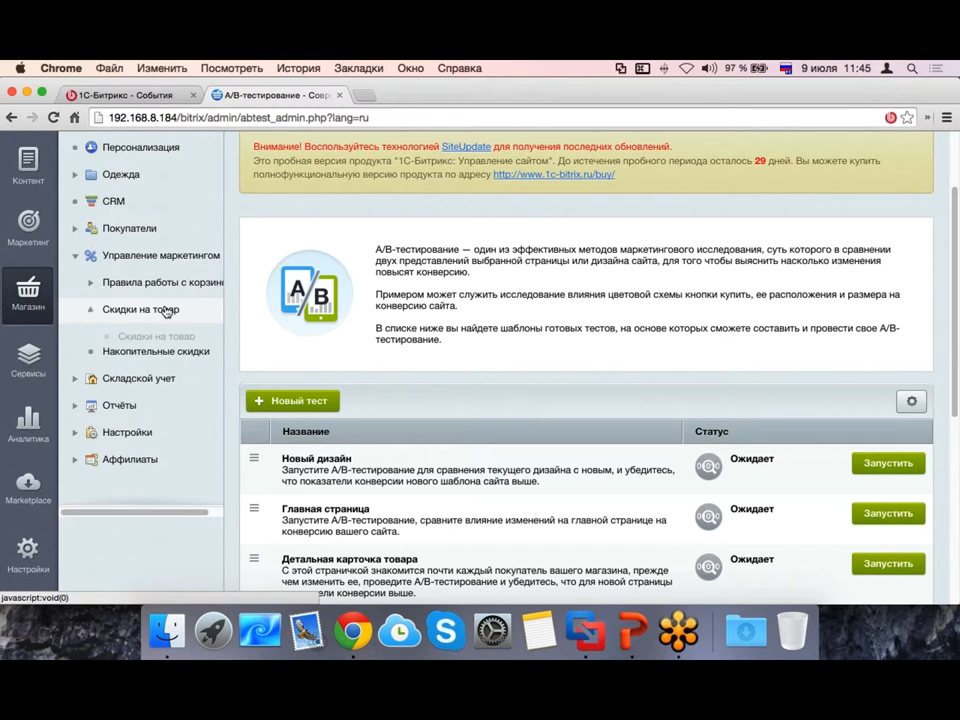 Chrome Файл Изменить Посмотреть История Закладки Окно Справка 97 % 9 июля 11:45
1С-Битрикс - События × A/B-тестирование - Совр ×
192.168.8.184/bitrix/admin/abtest_admin.php?lang=ru
Контент
Маркетинг
Магазин
Сервисы
Аналитика
Marketplace
Настройки
Персонализация
Одежда
CRM
Покупатели
Управление маркетингом
Правила работы с корзино
Скидки на товар
Скидки на товар
Накопительные скидки
Складской учет
Отчёты
Настройки
Аффилиаты
javascript:void(0)
Внимание! Воспользуйтесь технологией SiteUpdate для получения последних обновлений.
Это пробная версия продукта "1С-Битрикс: Управление сайтом". До истечения пробного периода осталось 29 дней. Вы можете купить
полнофункциональную версию продукта по адресу http://www.1c-bitrix.ru/buy/
A/B
A/B-тестирование — один из эффективных методов маркетингового исследования, суть которого в сравнении
двух представлений выбранной страницы или дизайна сайта, для того чтобы выяснить насколько изменения
повысят конверсию.
Примером может служить исследования влияния цветовой схемы кнопки купить, ее расположения и размера на
конверсию сайта.
В списке ниже вы найдете шаблоны готовых тестов, на основе которых сможете составить и провести свое A/B-
тестирование.
+ Новый тест
Название Статус
Новый дизайн
Запустите A/B-тестирование для сравнения текущего дизайна с новым, и убедитесь,
что показатели конверсии нового шаблона сайта выше.
Ожидает
Запустить
Главная страница
Запустите A/B-тестирование, сравните влияние изменений на главной странице на
конверсию вашего сайта.
Ожидает
Запустить
Детальная карточка товара
С этой страничкой знакомится почти каждый покупатель вашего магазина, прежде
чем изменить ее, проведите A/B-тестирование и убедитесь, что для новой страницы
тели конверсии выше.
Ожидает
Запустить